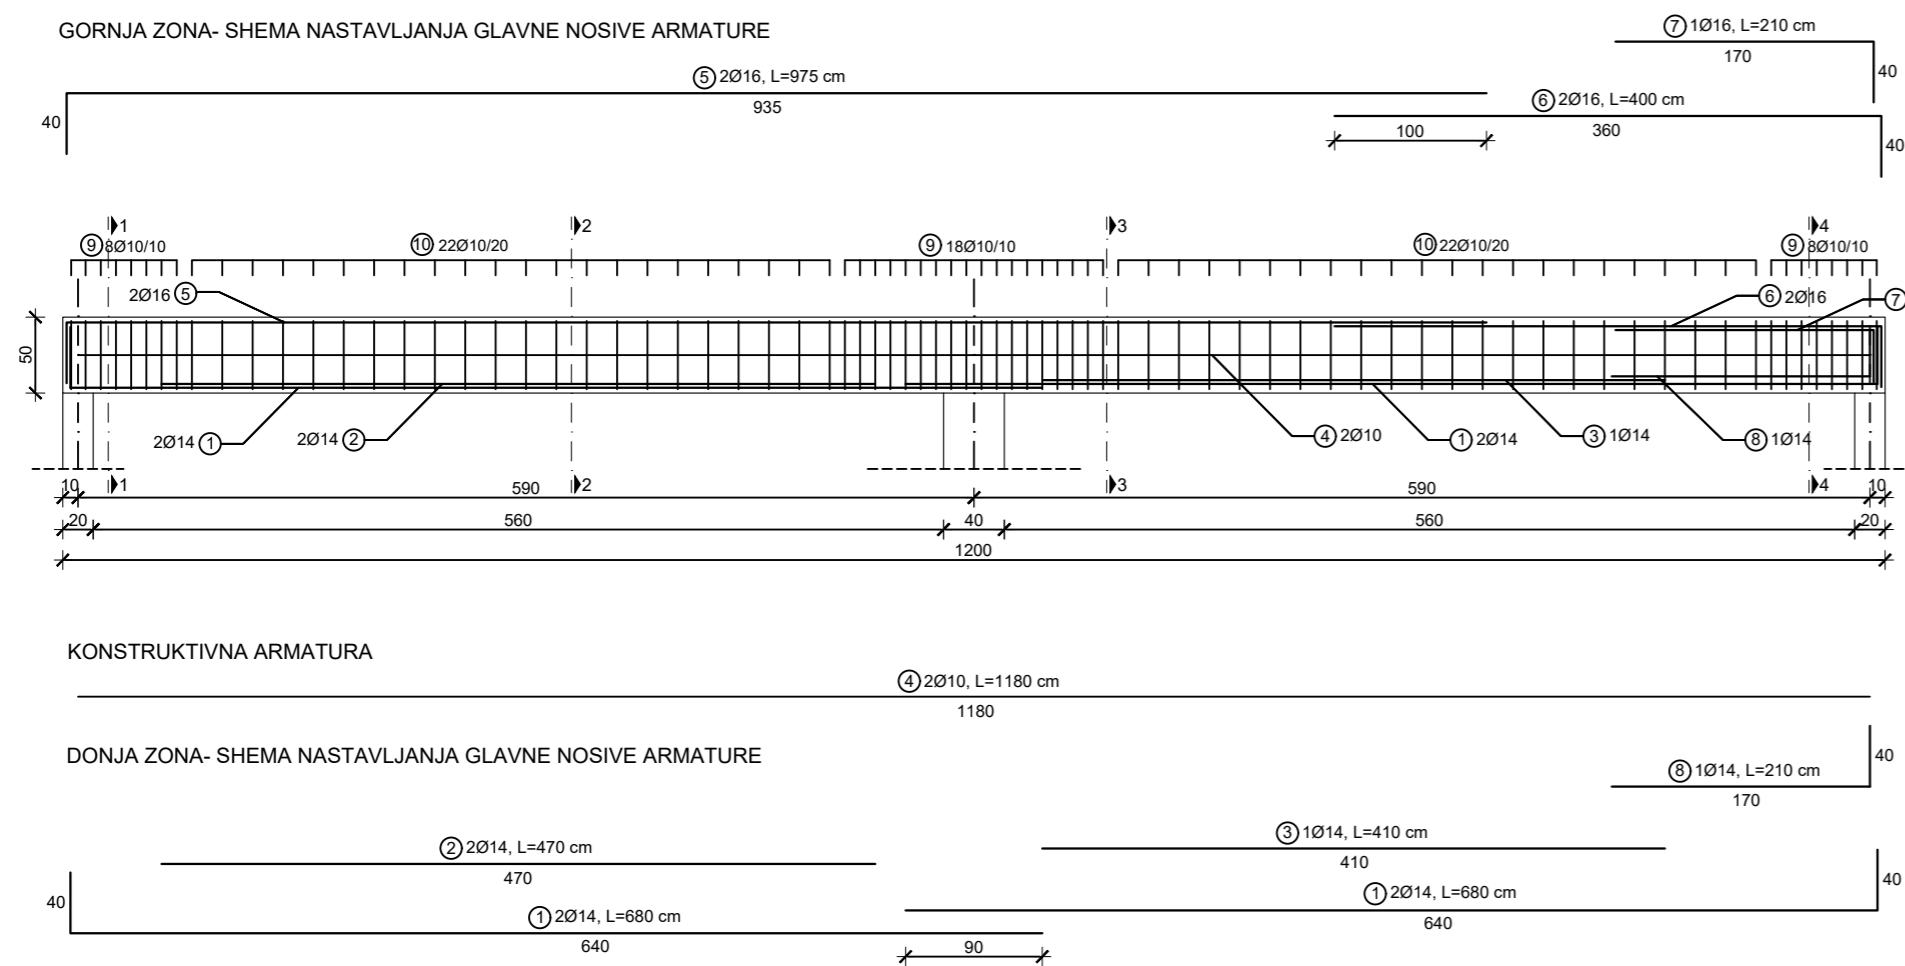 GORNJA ZONA- SHEMA NASTAVLJANJA GLAVNE NOSIVE ARMATURE
7 1Ø16, L=210 cm
170
40
5 2Ø16, L=975 cm
935
40
6 2Ø16, L=400 cm
100
360
40
1
2
3
4
9 8Ø10/10
10 22Ø10/20
9 18Ø10/10
10 22Ø10/20
9 8Ø10/10
2Ø16 5
6 2Ø16
7
50
2Ø14 1
2Ø14 2
4 2Ø10
1 2Ø14
3 1Ø14
8 1Ø14
10
1
590
2
3
590
4
10
20
560
40
560
20
1200
KONSTRUKTIVNA ARMATURA
4 2Ø10, L=1180 cm
1180
DONJA ZONA- SHEMA NASTAVLJANJA GLAVNE NOSIVE ARMATURE
40
8 1Ø14, L=210 cm
170
2 2Ø14, L=470 cm
470
3 1Ø14, L=410 cm
410
40
1 2Ø14, L=680 cm
640
40
1 2Ø14, L=680 cm
640
90